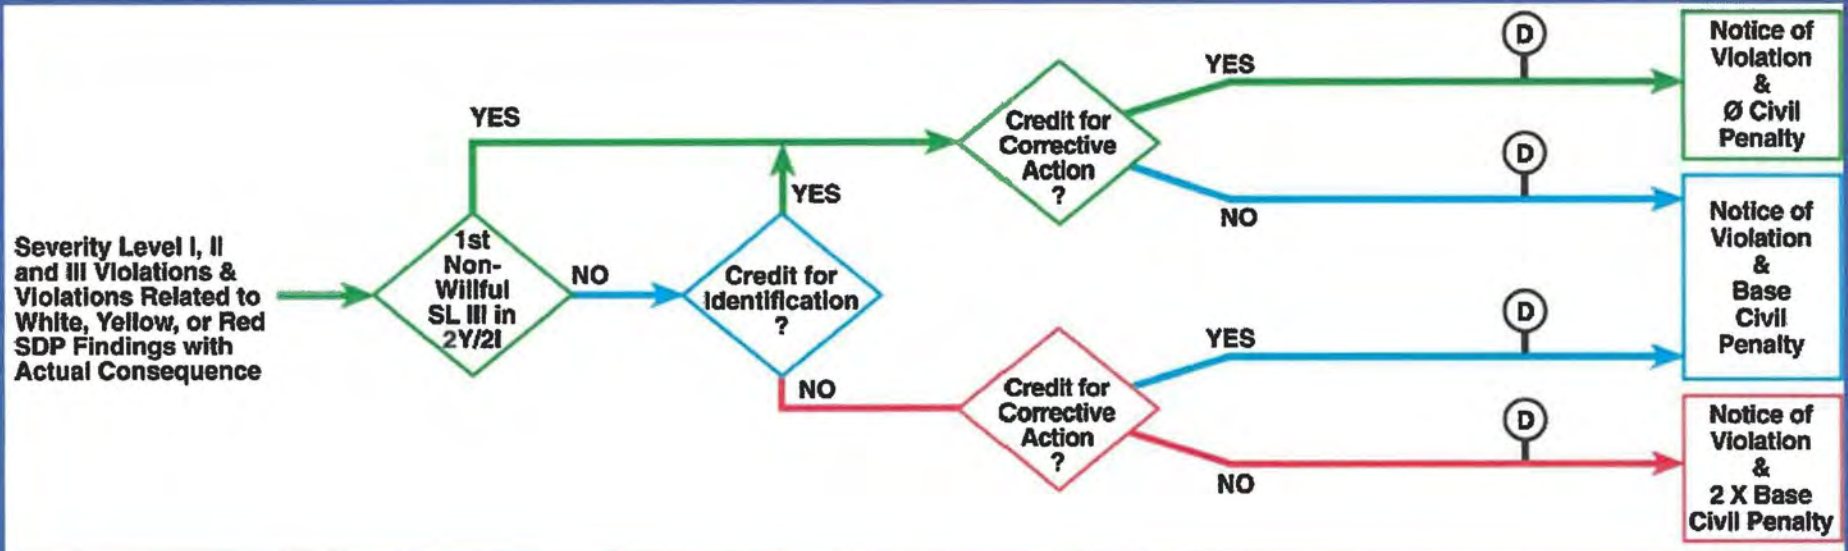 Severity Level I, II
and III Violations &
Violations Related to
White, Yellow, or Red
SDP Findings with
Actual Consequence
YES
1st
Non-
Willful
SL III in
2Y/2I
NO
YES
Credit for
Identification
?
NO
Credit for
Corrective
Action
?
YES
D
NO
D
Credit for
Corrective
Action
?
YES
D
NO
D
Notice of
Violation
&
Ø Civil
Penalty
Notice of
Violation
&
Base
Civil
Penalty
Notice of
Violation
&
2 X Base
Civil Penalty